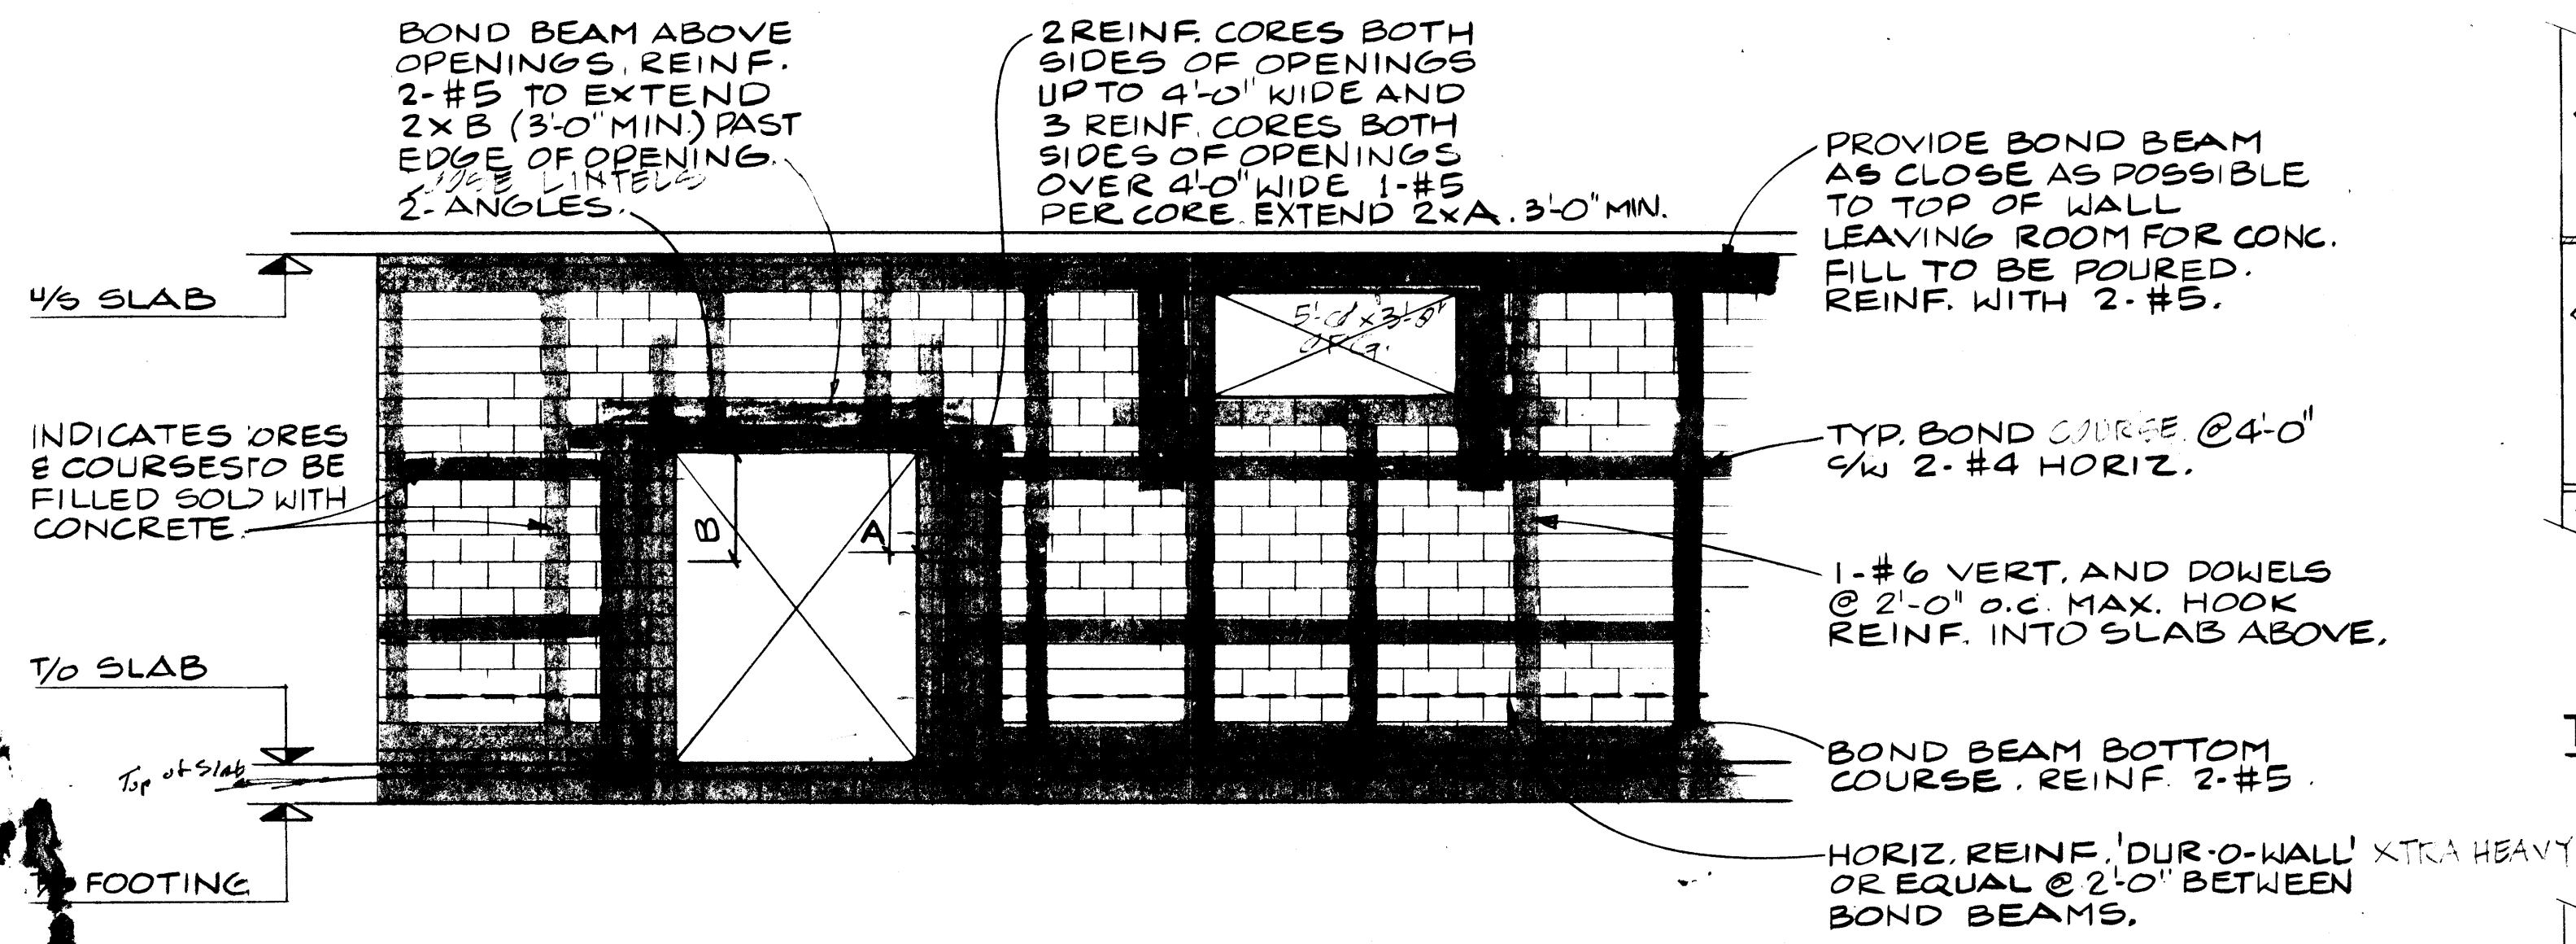 BOND BEAM ABOVE
OPENINGS. REINF.
2-#5 TO EXTEND
2 x B (3'-0" MIN.) PAST
EDGE OF OPENING.
LINTELS
2-ANGLES.
2 REINF. CORES BOTH
SIDES OF OPENINGS
UP TO 4'-0" WIDE AND
3 REINF. CORES BOTH
SIDES OF OPENINGS
OVER 4'-0" WIDE 1-#5
PER CORE. EXTEND 2xA. 3'-0" MIN.
PROVIDE BOND BEAM
AS CLOSE AS POSSIBLE
TO TOP OF WALL
LEAVING ROOM FOR CONC.
FILL TO BE POURED.
REINF. WITH 2-#5.
U/S SLAB
INDICATES ORES
& COURSES TO BE
FILLED SOLD WITH
CONCRETE.
B
A
TYP. BOND COURSE @ 4'-0"
C/W 2-#4 HORIZ.
1-#6 VERT. AND DOWELS
@ 2'-0" O.C. MAX. HOOK
REINF. INTO SLAB ABOVE.
T/O SLAB
Top of Slab
BOND BEAM BOTTOM
COURSE. REINF. 2-#5.
FOOTING
HORIZ. REINF. 'DUR-O-WALL' XTRA HEAVY
OR EQUAL @ 2'-0" BETWEEN
BOND BEAMS.